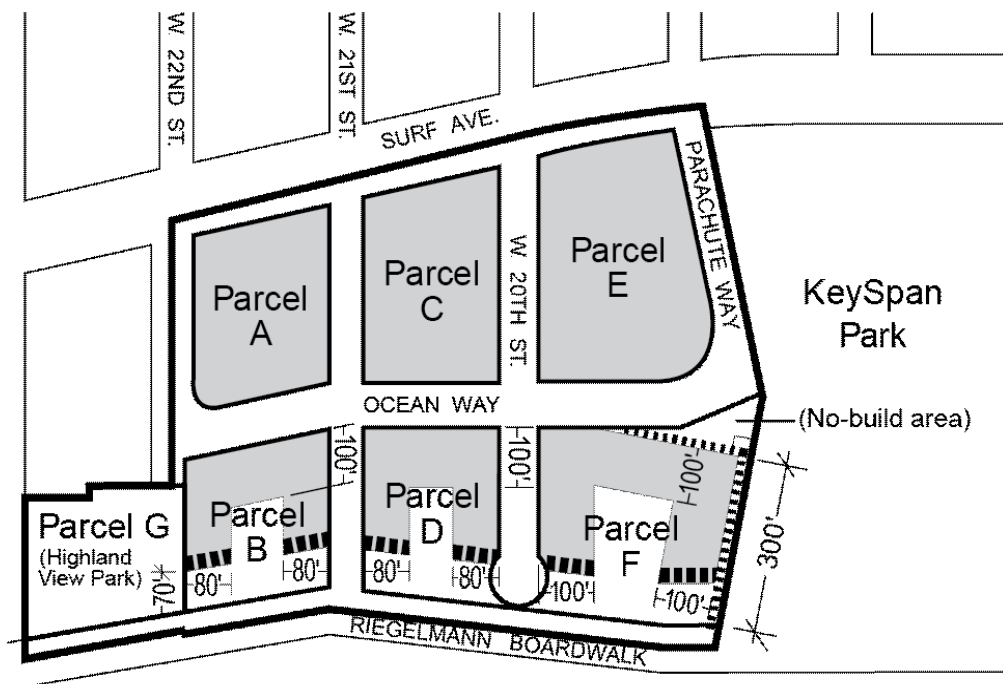 W. 22ND ST.
W. 21ST ST.
SURF AVE.
PARACHUTE WAY
Parcel
A
Parcel
C
W. 20TH ST.
Parcel
E
KeySpan
Park
OCEAN WAY
(No-build area)
100'
100'
100'
300'
Parcel G
(Highland
View Park)
70'
Parcel
B
80'
80'
Parcel
D
80'
80'
Parcel
F
100'
100'
RIEGELMANN BOARDWALK